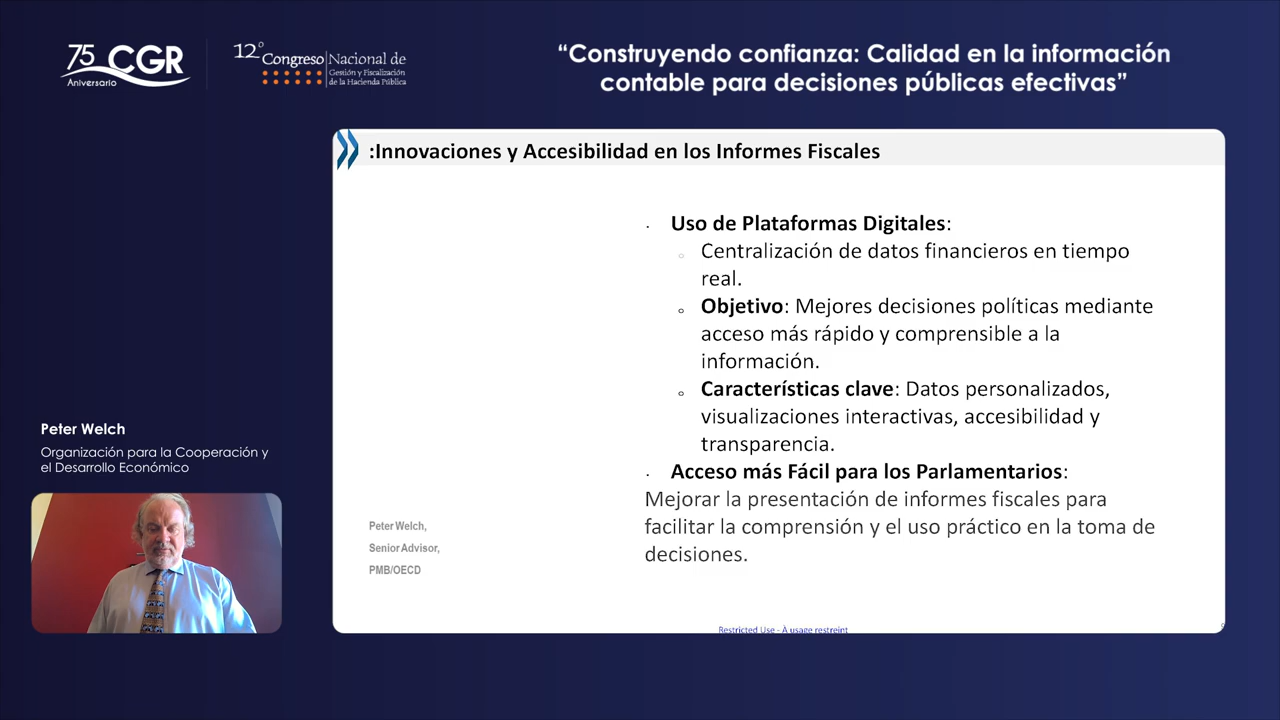 75 CGR
Aniversario
12° Congreso Nacional de
Gestión y Fiscalización
de la Hacienda Pública
“Construyendo confianza: Calidad en la información
contable para decisiones públicas efectivas”
:Innovaciones y Accesibilidad en los Informes Fiscales
Uso de Plataformas Digitales:
Centralización de datos financieros en tiempo
real.
Objetivo: Mejores decisiones políticas mediante
acceso más rápido y comprensible a la
información.
Características clave: Datos personalizados,
visualizaciones interactivas, accesibilidad y
transparencia.
Acceso más Fácil para los Parlamentarios:
Mejorar la presentación de informes fiscales para
facilitar la comprensión y el uso práctico en la toma de
decisiones.
Peter Welch,
Senior Advisor,
PMB/OECD
Restricted Use - À usage restreint
Peter Welch
Organización para la Cooperación y
el Desarrollo Económico